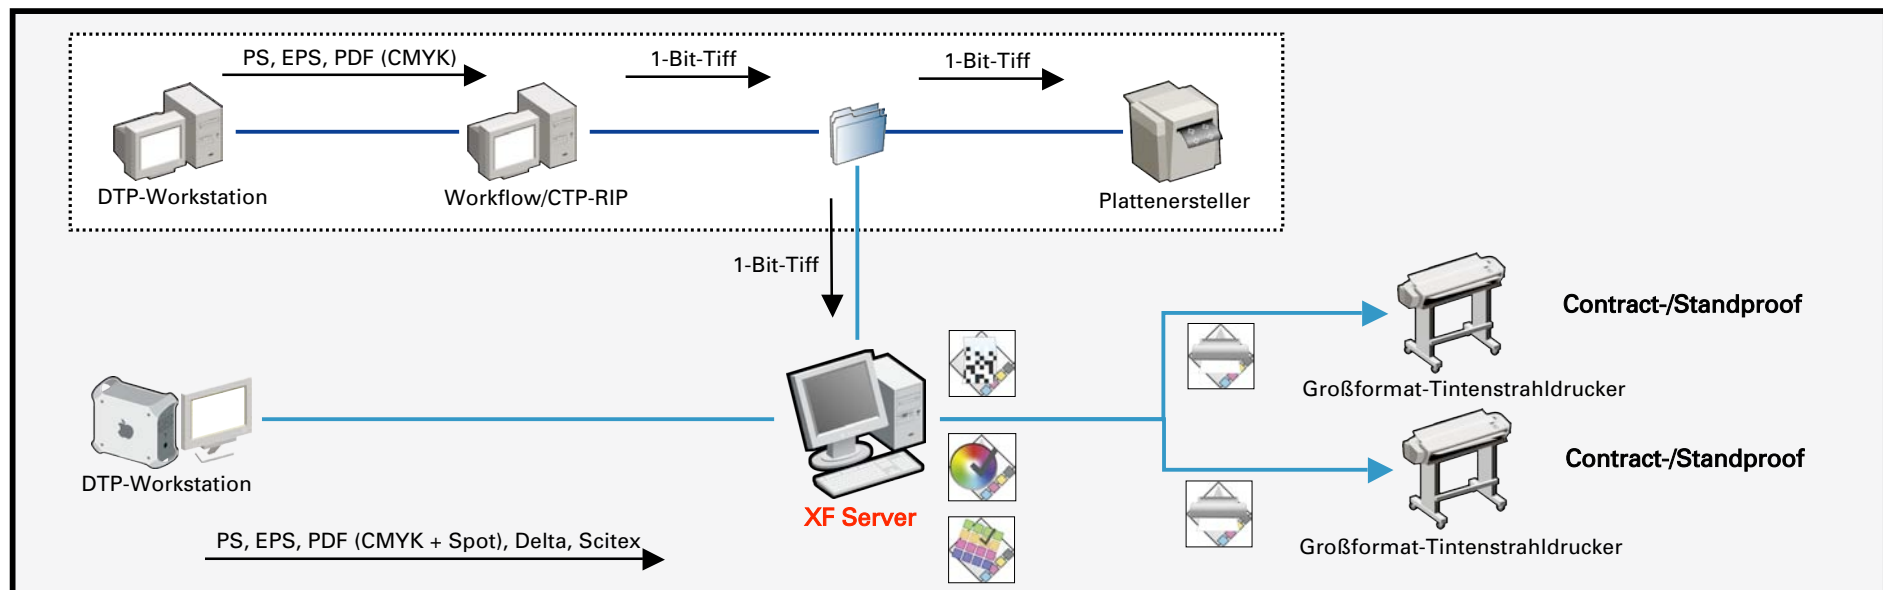 PS, EPS, PDF (CMYK)
1-Bit-Tiff
1-Bit-Tiff
DTP-Workstation
Workflow/CTP-RIP
Plattenersteller
1-Bit-Tiff
Contract-/Standproof
Großformat-Tintenstrahldrucker
DTP-Workstation
XF Server
Contract-/Standproof
PS, EPS, PDF (CMYK + Spot), Delta, Scitex
Großformat-Tintenstrahldrucker